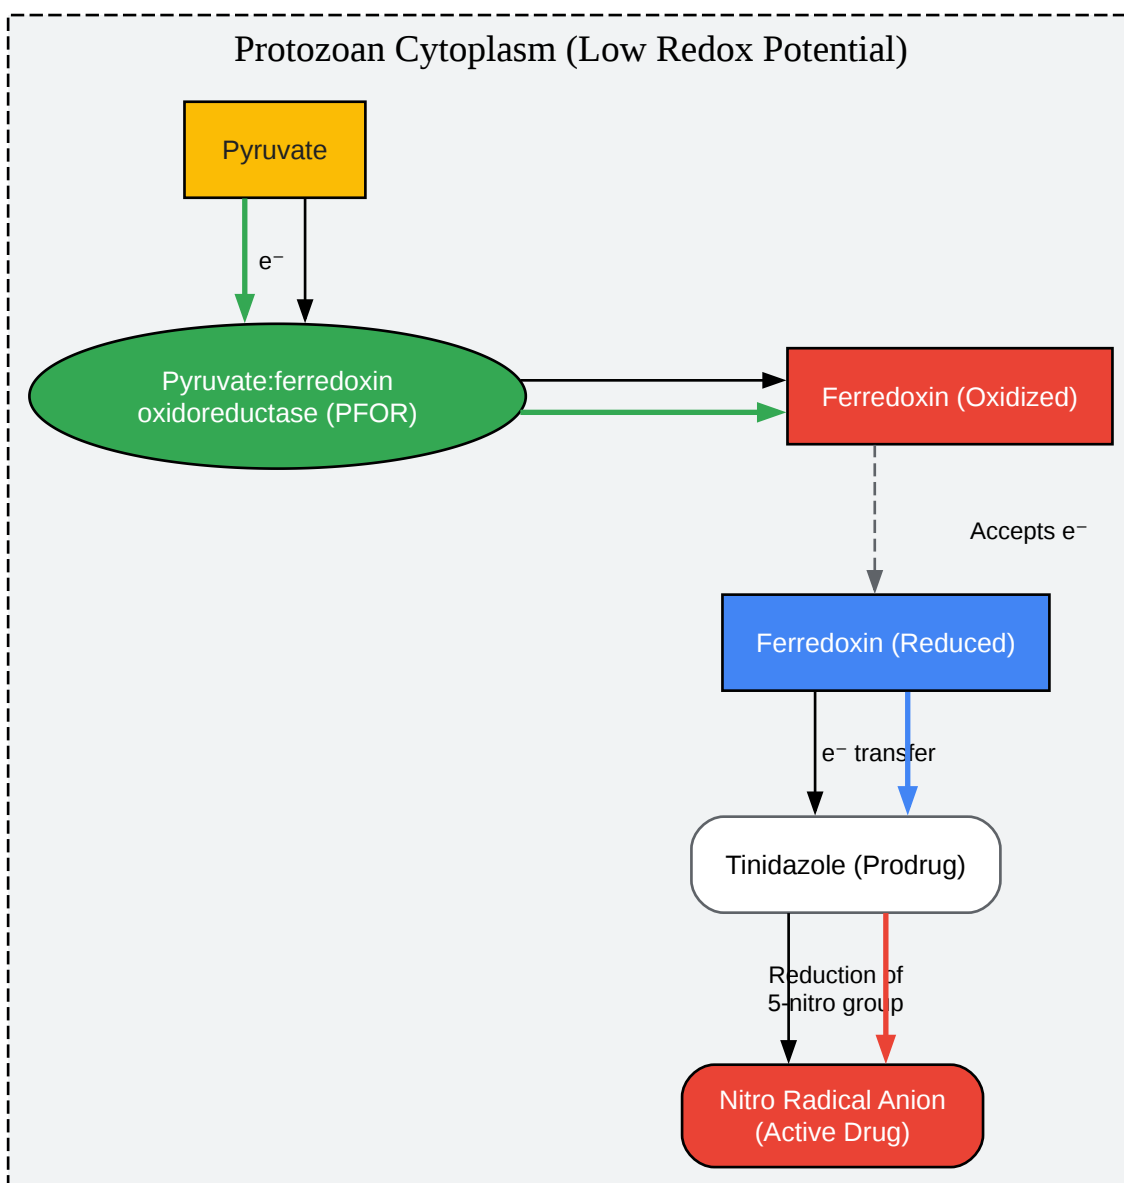 Protozoan Cytoplasm (Low Redox Potential)
Pyruvate
e⁻
Pyruvate:ferredoxin
oxidoreductase (PFOR)
Ferredoxin (Oxidized)
Accepts e⁻
Ferredoxin (Reduced)
e⁻ transfer
Tinidazole (Prodrug)
Reduction of
5-nitro group
Nitro Radical Anion
(Active Drug)